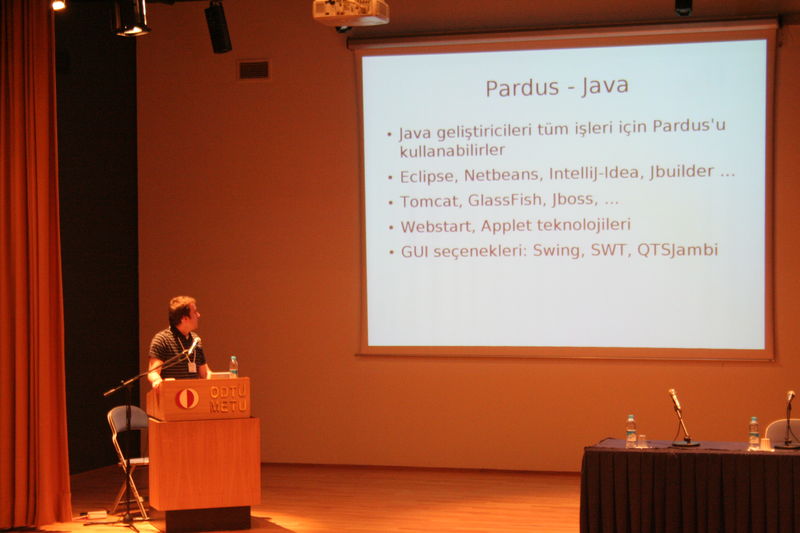 Pardus - Java
• Java geliştiricileri tüm işleri için Pardus'u
kullanabilirler
• Eclipse, Netbeans, IntelliJ-Idea, Jbuilder ...
• Tomcat, GlassFish, Jboss, ...
• Webstart, Applet teknolojileri
• GUI seçenekleri: Swing, SWT, QTSJambi
ODTU
METU